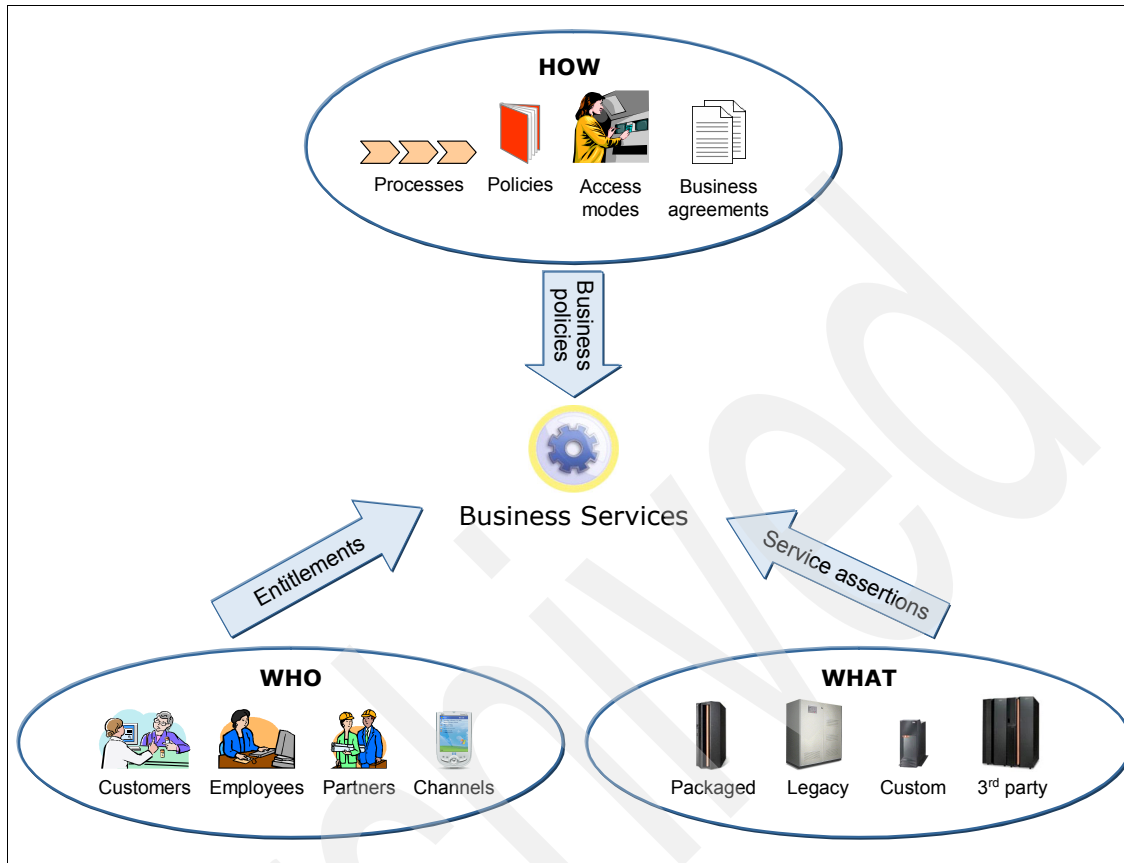 HOW
Processes
Policies
Access
modes
Business
agreements
Business
policies
Business Services
Entitlements
Service assertions
WHO
Customers
Employees
Partners
Channels
WHAT
Packaged
Legacy
Custom
3rd party